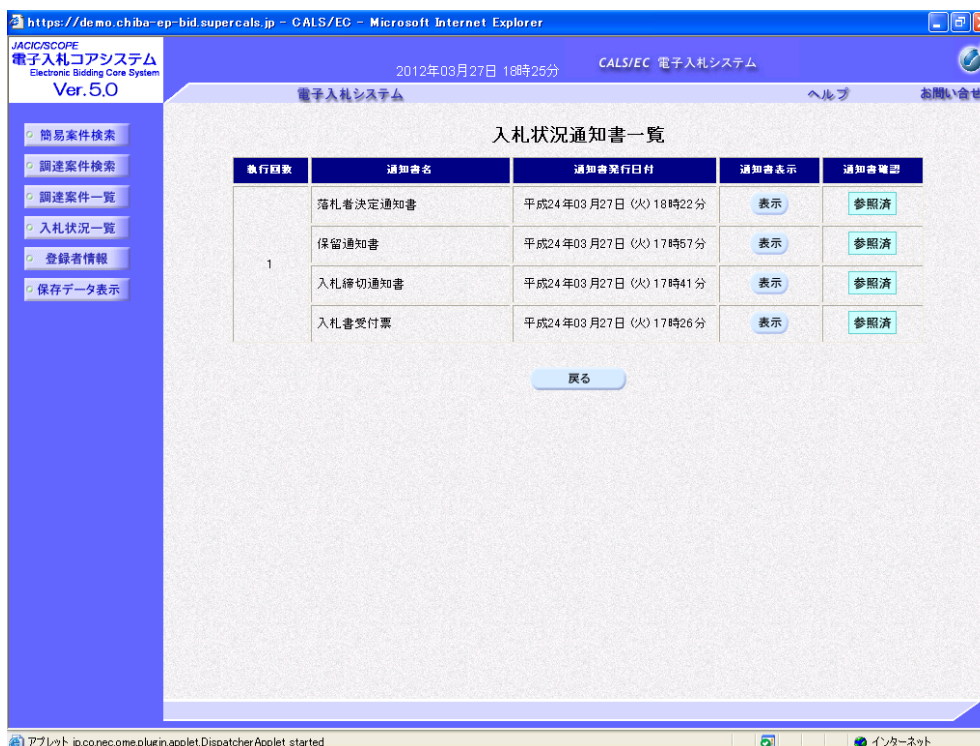 https://demo.chiba-ep-bid.supercals.jp - CALS/EC - Microsoft Internet Explorer
JACIC/SCOPE
電子入札コアシステム
Electronic Bidding Core System
Ver.5.0
2012年03月27日 18時25分
CALS/EC 電子入札システム
電子入札システム
ヘルプ
お問い合せ
簡易案件検索
調達案件検索
調達案件一覧
入札状況一覧
登録者情報
保存データ表示
入札状況通知書一覧
執行回数 通知書名 通知書発行日付 通知書表示 通知書確認
1
落札者決定通知書 平成24年03月27日 (火) 18時22分 表示 参照済
保留通知書 平成24年03月27日 (火) 17時57分 表示 参照済
入札締切通知書 平成24年03月27日 (火) 17時41分 表示 参照済
入札書受付票 平成24年03月27日 (火) 17時26分 表示 参照済
戻る
アプレット jp.co.nec.ome.plugin.applet.DispatcherApplet started
インターネット